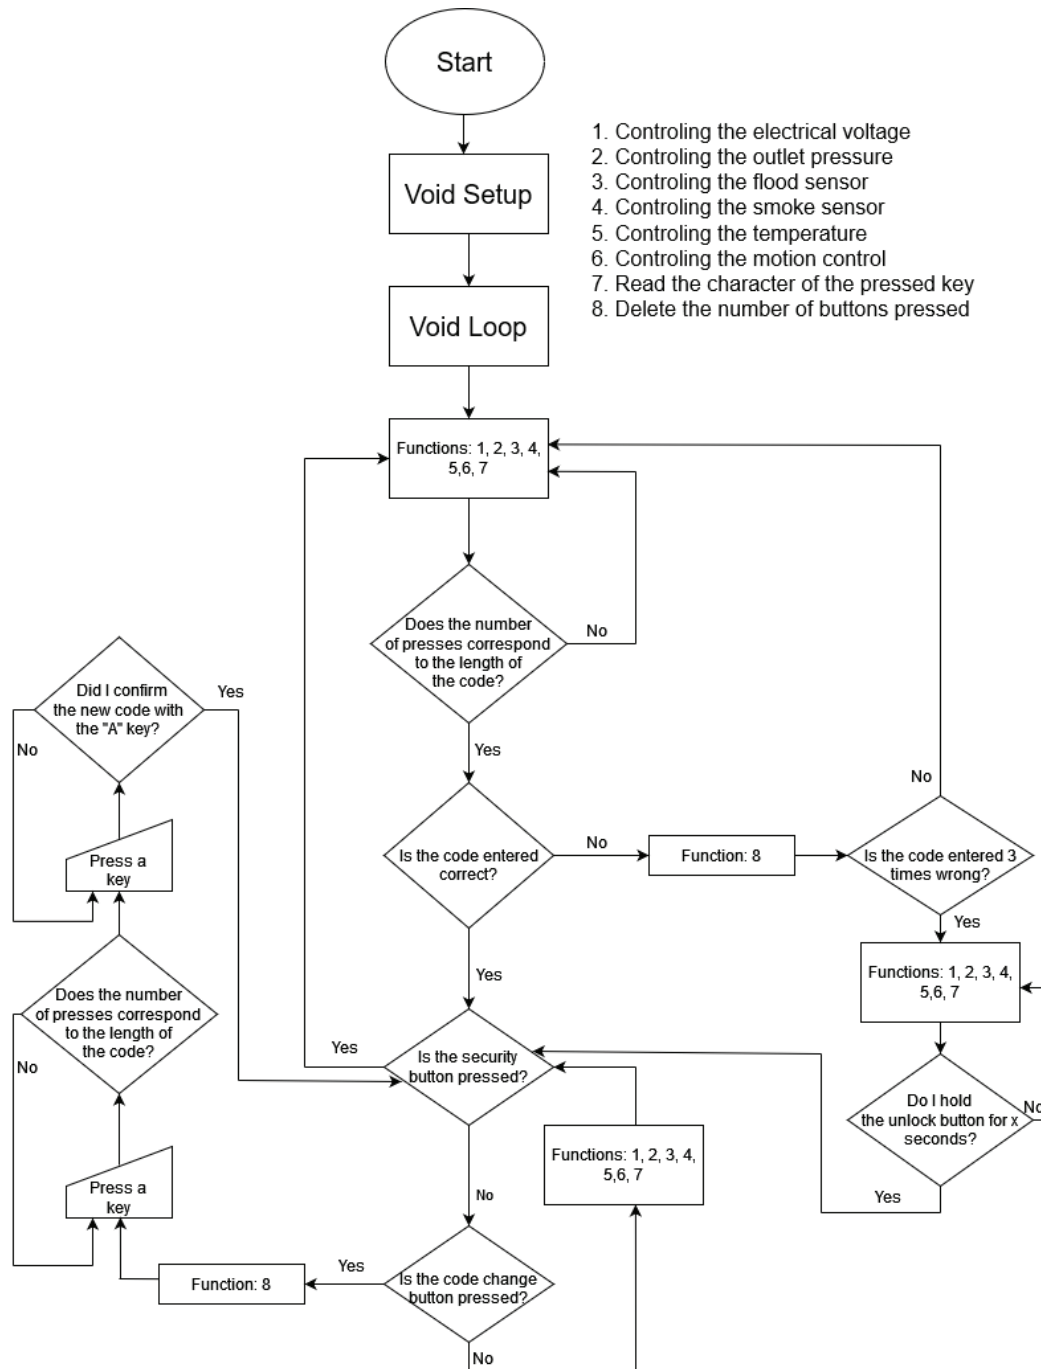 Start
1. Controling the electrical voltage
2. Controling the outlet pressure
3. Controling the flood sensor
4. Controling the smoke sensor
5. Controling the temperature
6. Controling the motion control
7. Read the character of the pressed key
8. Delete the number of buttons pressed
Void Setup
Void Loop
Functions: 1, 2, 3, 4,
5,6, 7
Does the number
of presses correspond
to the length of
the code?
No
Yes
Is the code entered
correct?
No
Function: 8
Is the code entered 3
times wrong?
No
Yes
Functions: 1, 2, 3, 4,
5,6, 7
Do I hold
the unlock button for x
seconds?
No
Yes
Yes
Is the security
button pressed?
Yes
No
Functions: 1, 2, 3, 4,
5,6, 7
Is the code change
button pressed?
No
Yes
Function: 8
Press a
key
Does the number
of presses correspond
to the length of
the code?
No
Press a
key
Did I confirm
the new code with
the "A" key?
No
Yes